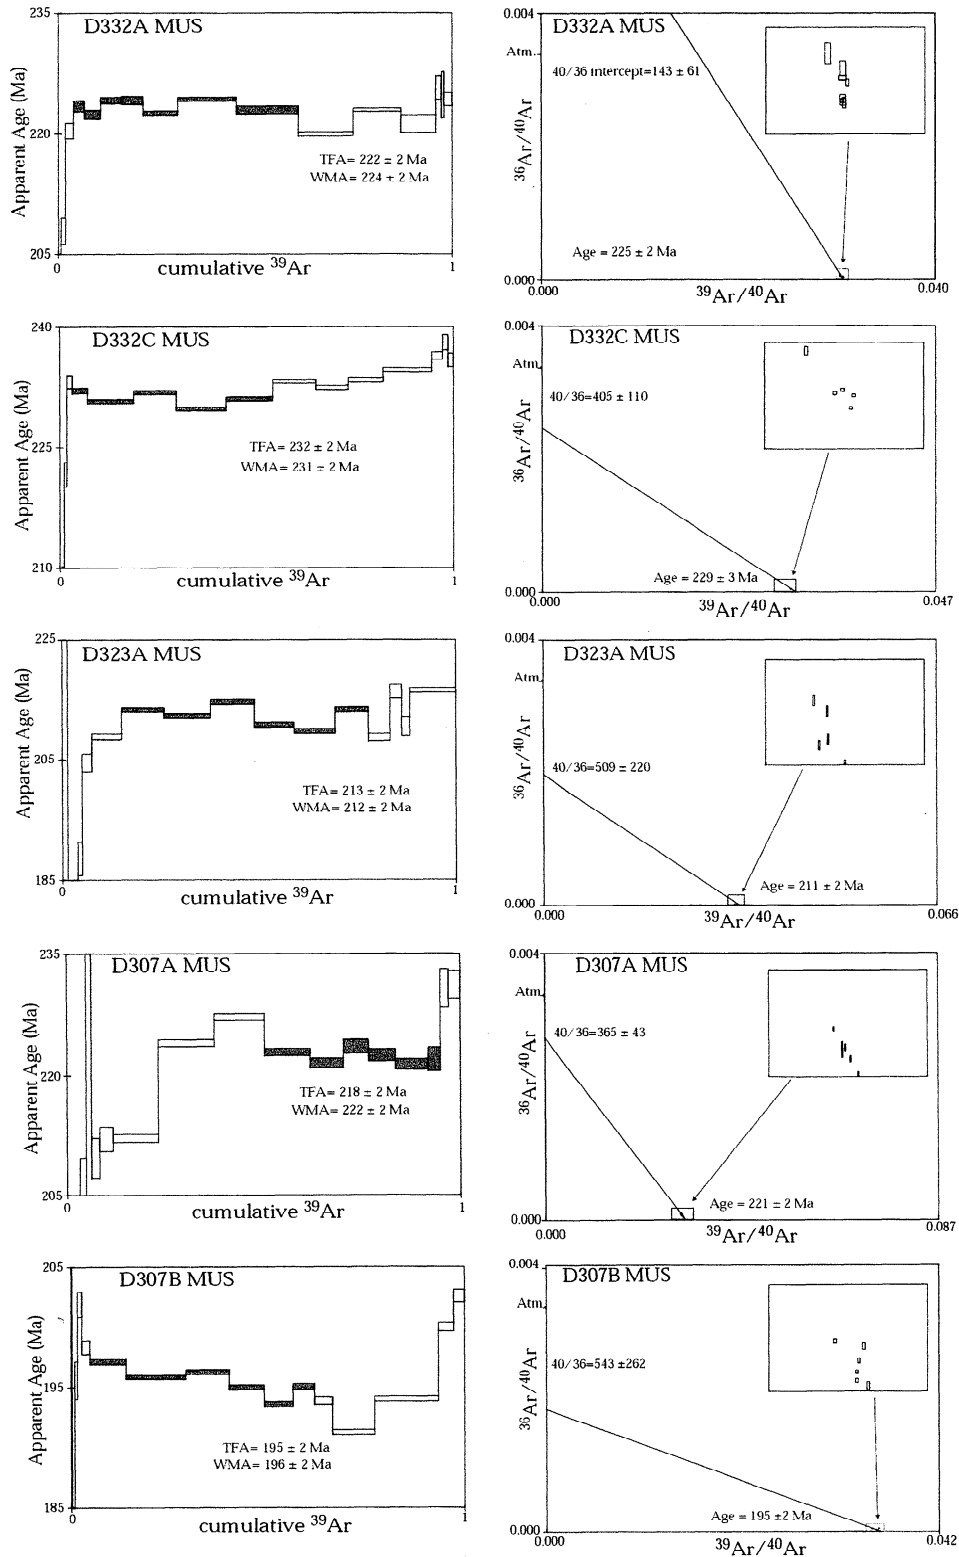 D332A MUS
235
220
205
Apparent Age (Ma)
TFA= 222 ± 2 Ma
WMA= 224 ± 2 Ma
0
1
cumulative ³⁹Ar
D332A MUS
0.004
Atm.
40/36 intercept=143 ± 61
³⁶Ar/⁴⁰Ar
Age = 225 ± 2 Ma
0.000
0.000
0.040
³⁹Ar/⁴⁰Ar
D332C MUS
240
225
210
Apparent Age (Ma)
TFA= 232 ± 2 Ma
WMA= 231 ± 2 Ma
0
1
cumulative ³⁹Ar
D332C MUS
0.004
Atm.
40/36=405 ± 110
³⁶Ar/⁴⁰Ar
Age = 229 ± 3 Ma
0.000
0.000
0.047
³⁹Ar/⁴⁰Ar
D323A MUS
225
205
185
Apparent Age (Ma)
TFA= 213 ± 2 Ma
WMA= 212 ± 2 Ma
0
1
cumulative ³⁹Ar
D323A MUS
0.004
Atm.
40/36=509 ± 220
³⁶Ar/⁴⁰Ar
Age = 211 ± 2 Ma
0.000
0.000
0.066
³⁹Ar/⁴⁰Ar
D307A MUS
235
220
205
Apparent Age (Ma)
TFA= 218 ± 2 Ma
WMA= 222 ± 2 Ma
0
1
cumulative ³⁹Ar
D307A MUS
0.004
Atm.
40/36=365 ± 43
³⁶Ar/⁴⁰Ar
Age = 221 ± 2 Ma
0.000
0.000
0.087
³⁹Ar/⁴⁰Ar
D307B MUS
205
195
185
Apparent Age (Ma)
TFA= 195 ± 2 Ma
WMA= 196 ± 2 Ma
0
1
cumulative ³⁹Ar
D307B MUS
0.004
Atm.
40/36=543 ±262
³⁶Ar/⁴⁰Ar
Age = 195 ±2 Ma
0.000
0.000
0.042
³⁹Ar/⁴⁰Ar